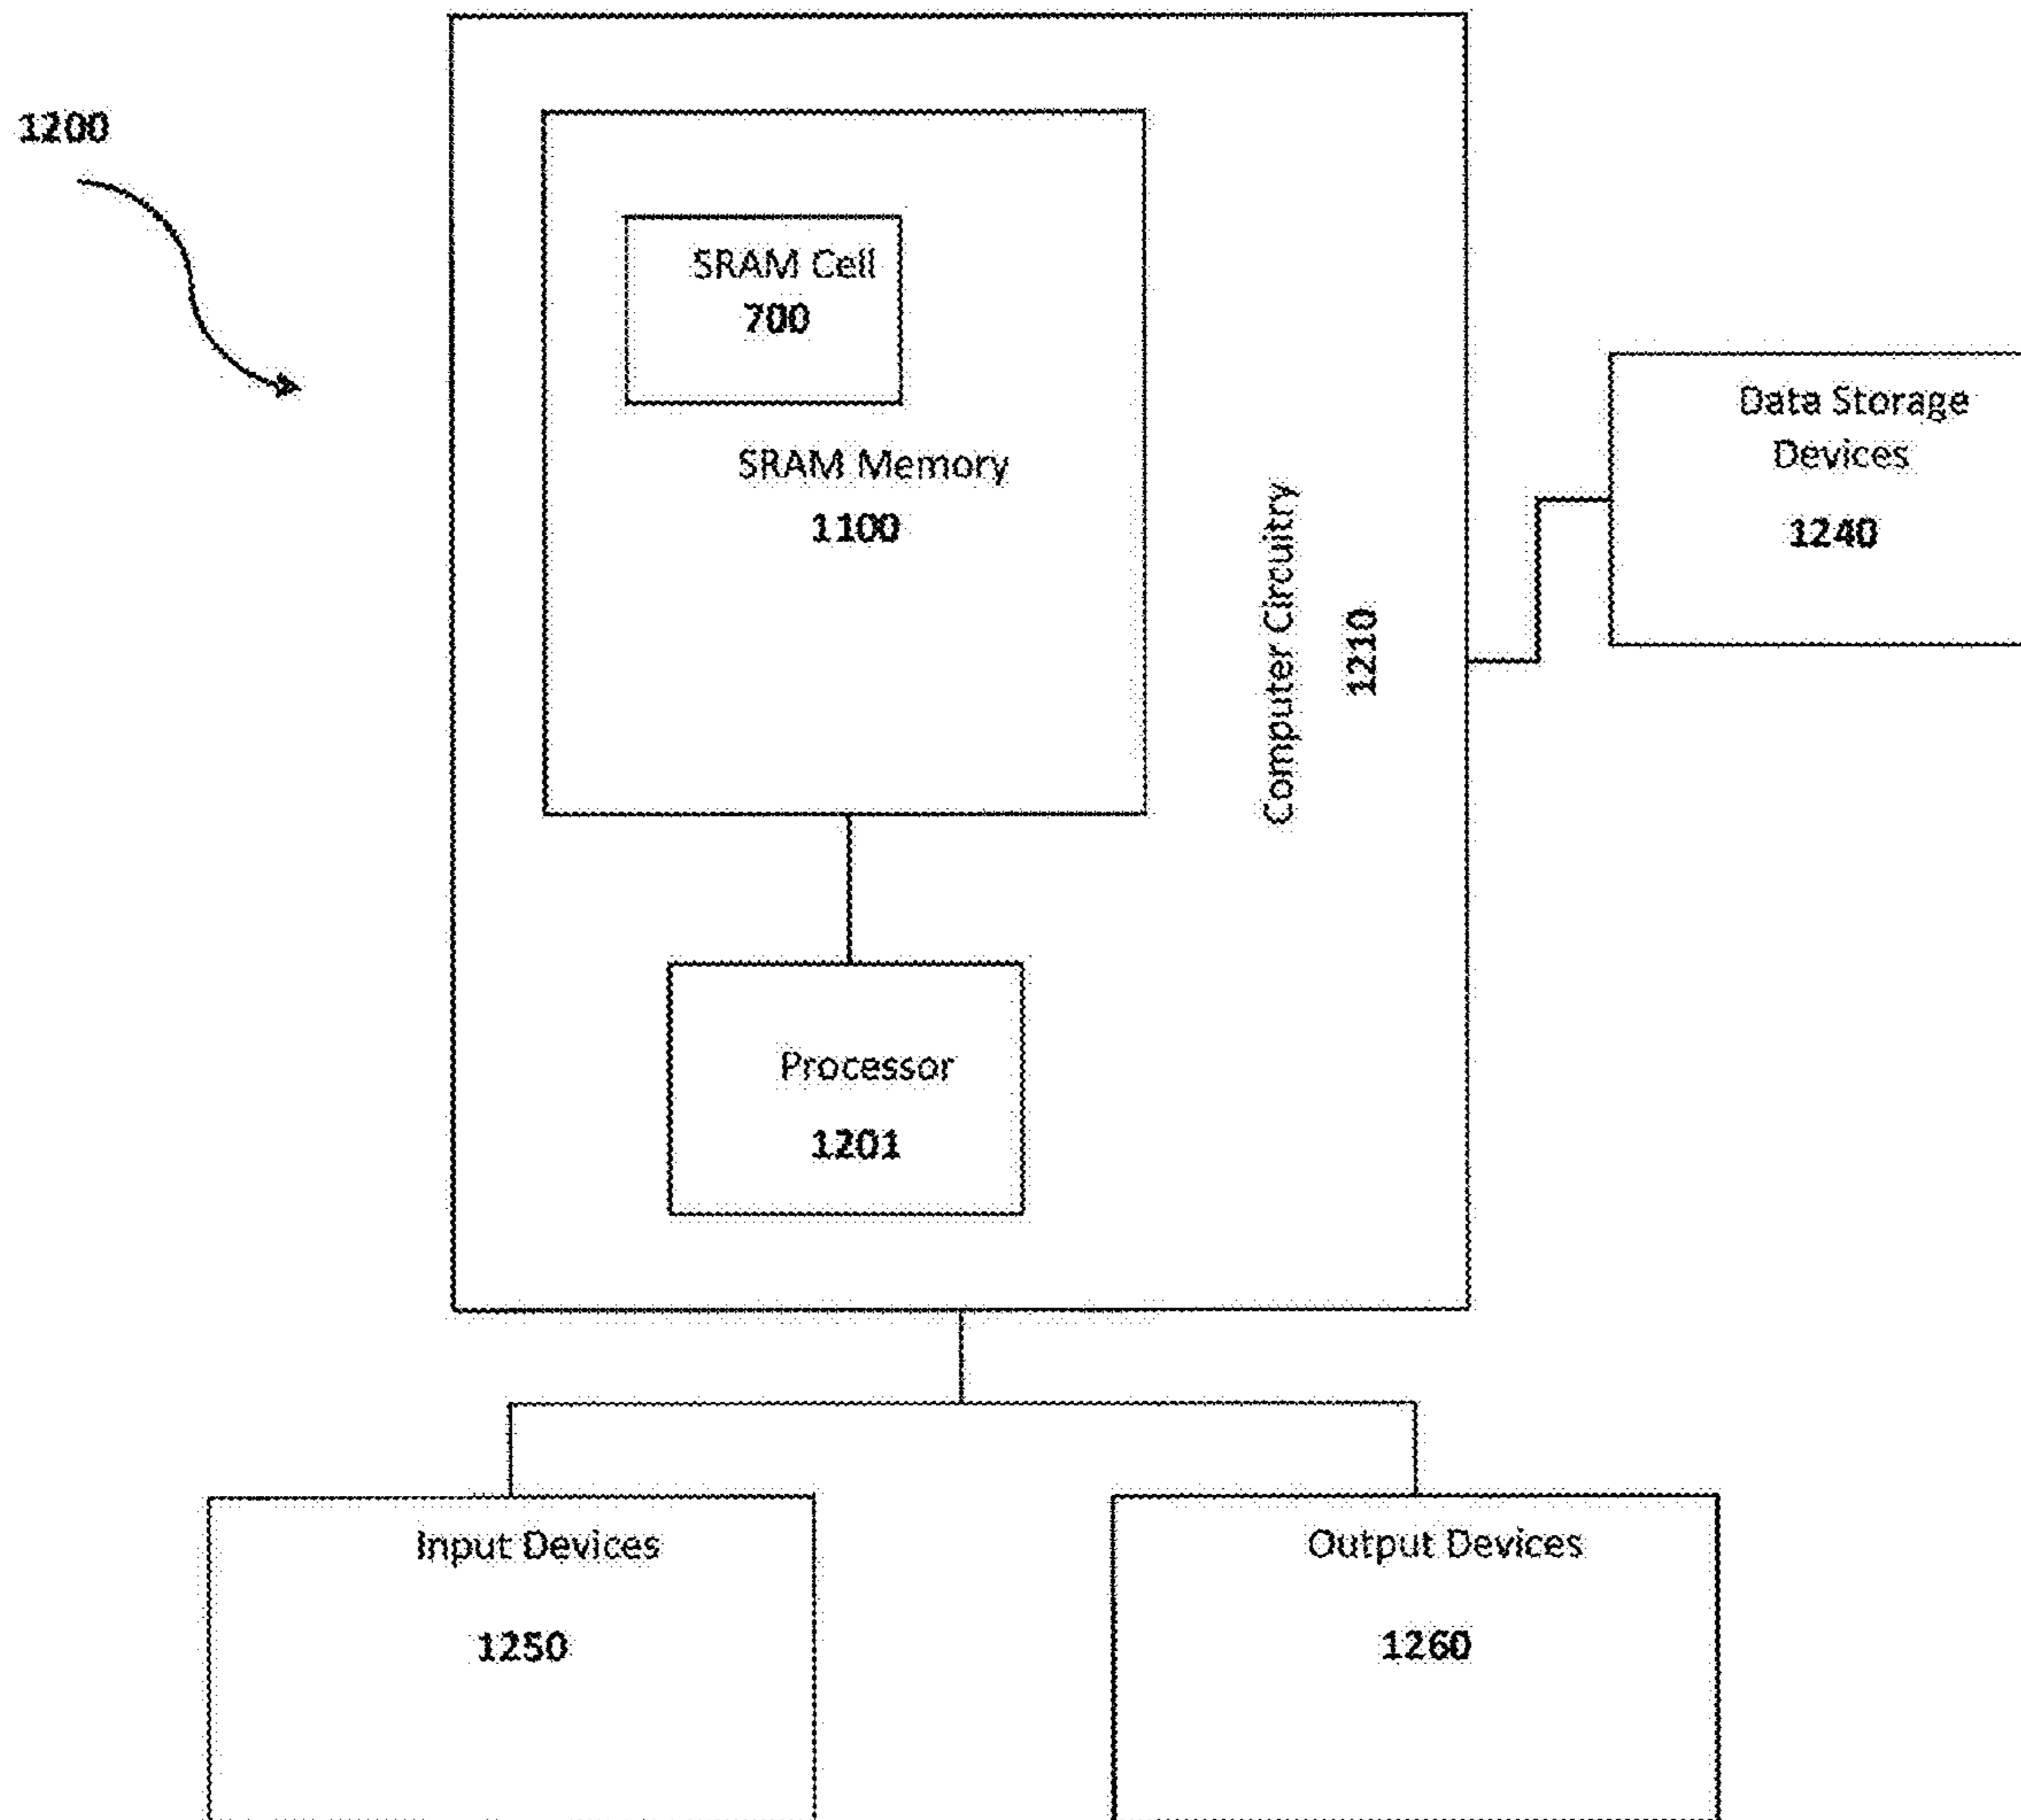 1200
SRAM Cell
700
SRAM Memory
1100
Computer Circuitry
1210
Data Storage
Devices
1240
Processor
1201
Input Devices
1250
Output Devices
1260